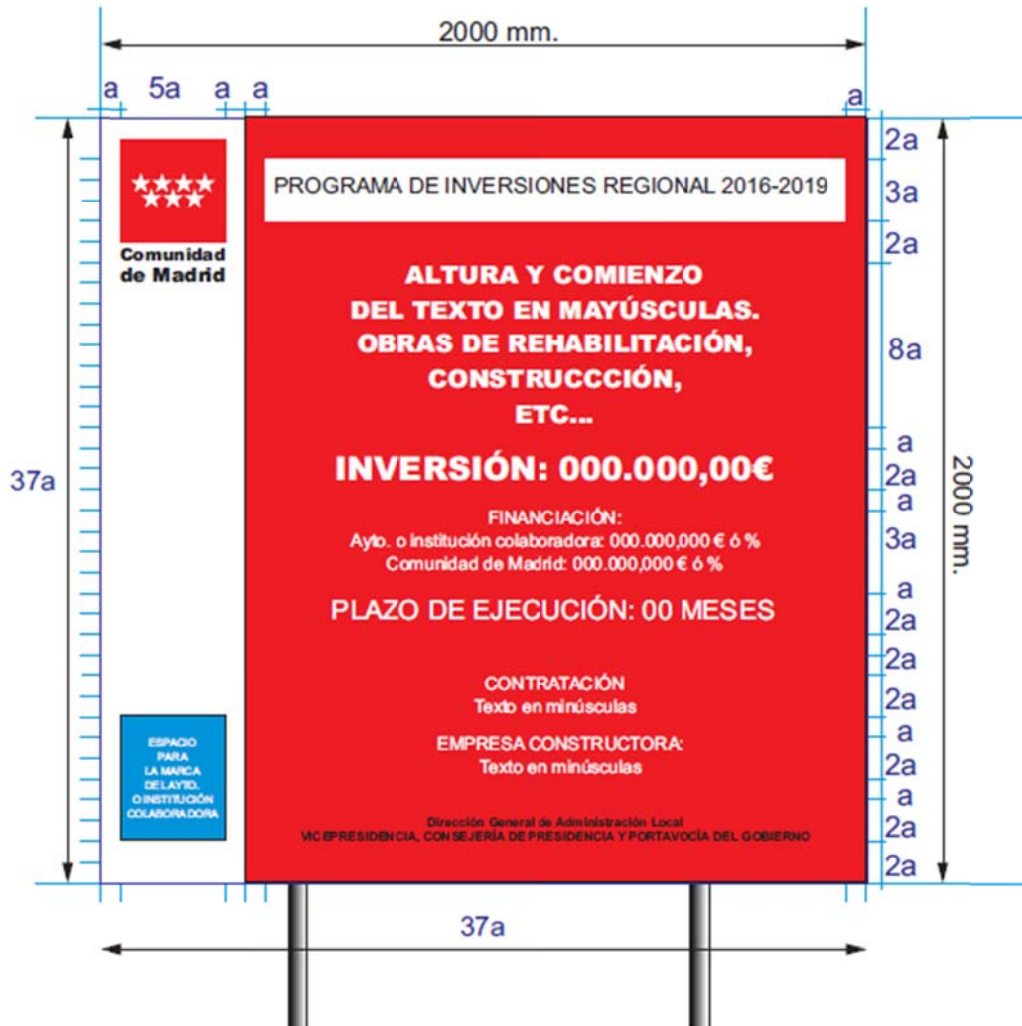 2000 mm.
a 5a a a a
Comunidad
de Madrid
PROGRAMA DE INVERSIONES REGIONAL 2016-2019
ALTURA Y COMIENZO
DEL TEXTO EN MAYÚSCULAS.
OBRAS DE REHABILITACIÓN,
CONSTRUCCCIÓN,
ETC...
INVERSIÓN: 000.000,00€
FINANCIACIÓN:
Ayto. o institución colaboradora: 000.000,000 € ó %
Comunidad de Madrid: 000.000,000 € ó %
PLAZO DE EJECUCIÓN: 00 MESES
CONTRATACIÓN
Texto en minúsculas
EMPRESA CONSTRUCTORA:
Texto en minúsculas
Dirección General de Administración Local
VICEPRESIDENCIA, CONSEJERÍA DE PRESIDENCIA Y PORTAVOCÍA DEL GOBIERNO
ESPACIO
PARA
LA MARCA
DE LAYTO.
O INSTITUCIÓN
COLABORADORA
37a
2a
3a
2a
8a
a
2a
a
3a
a
2a
2a
2a
a
2a
a
2a
2a
2000 mm.
37a